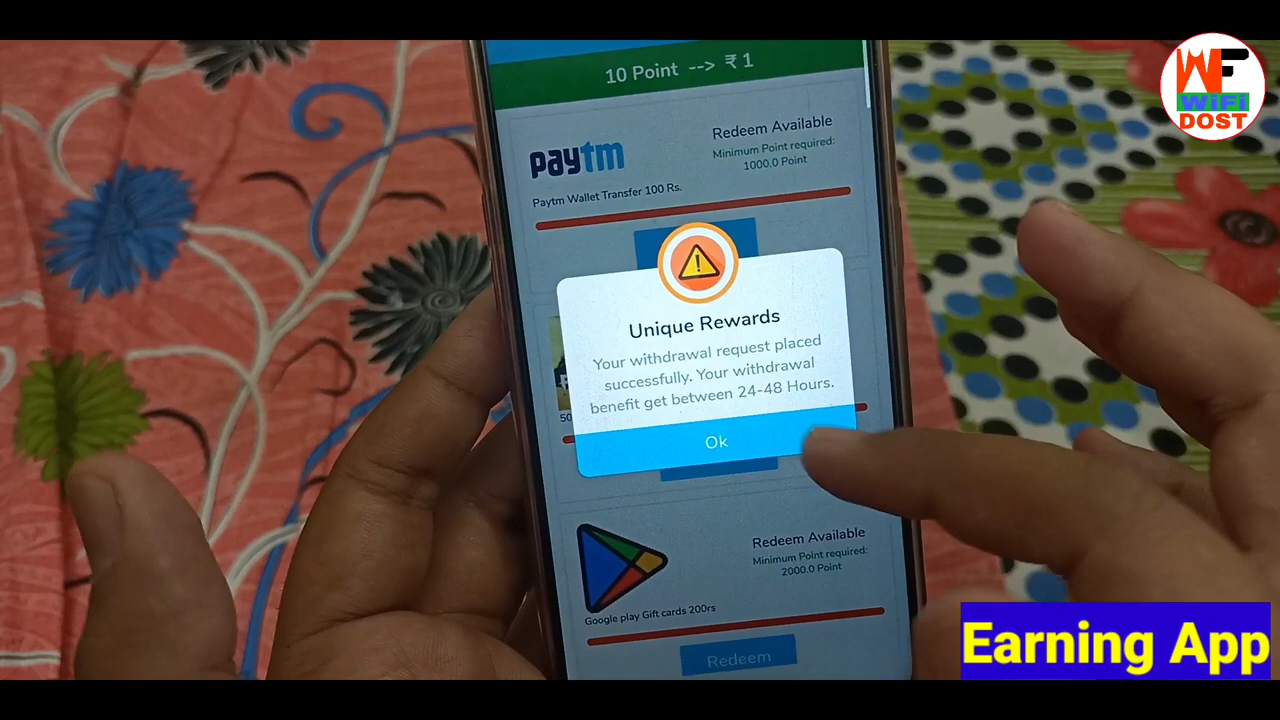 10 Point --> ₹ 1
WF
WiFi
DOST
paytm
Redeem Available
Minimum Point required:
1000.0 Point
Paytm Wallet Transfer 100 Rs.
Unique Rewards
Your withdrawal request placed
successfully. Your withdrawal
benefit get between 24-48 Hours.
50
Ok
Redeem Available
Minimum Point required:
2000.0 Point
Google play Gift cards 200rs
Redeem
Earning App